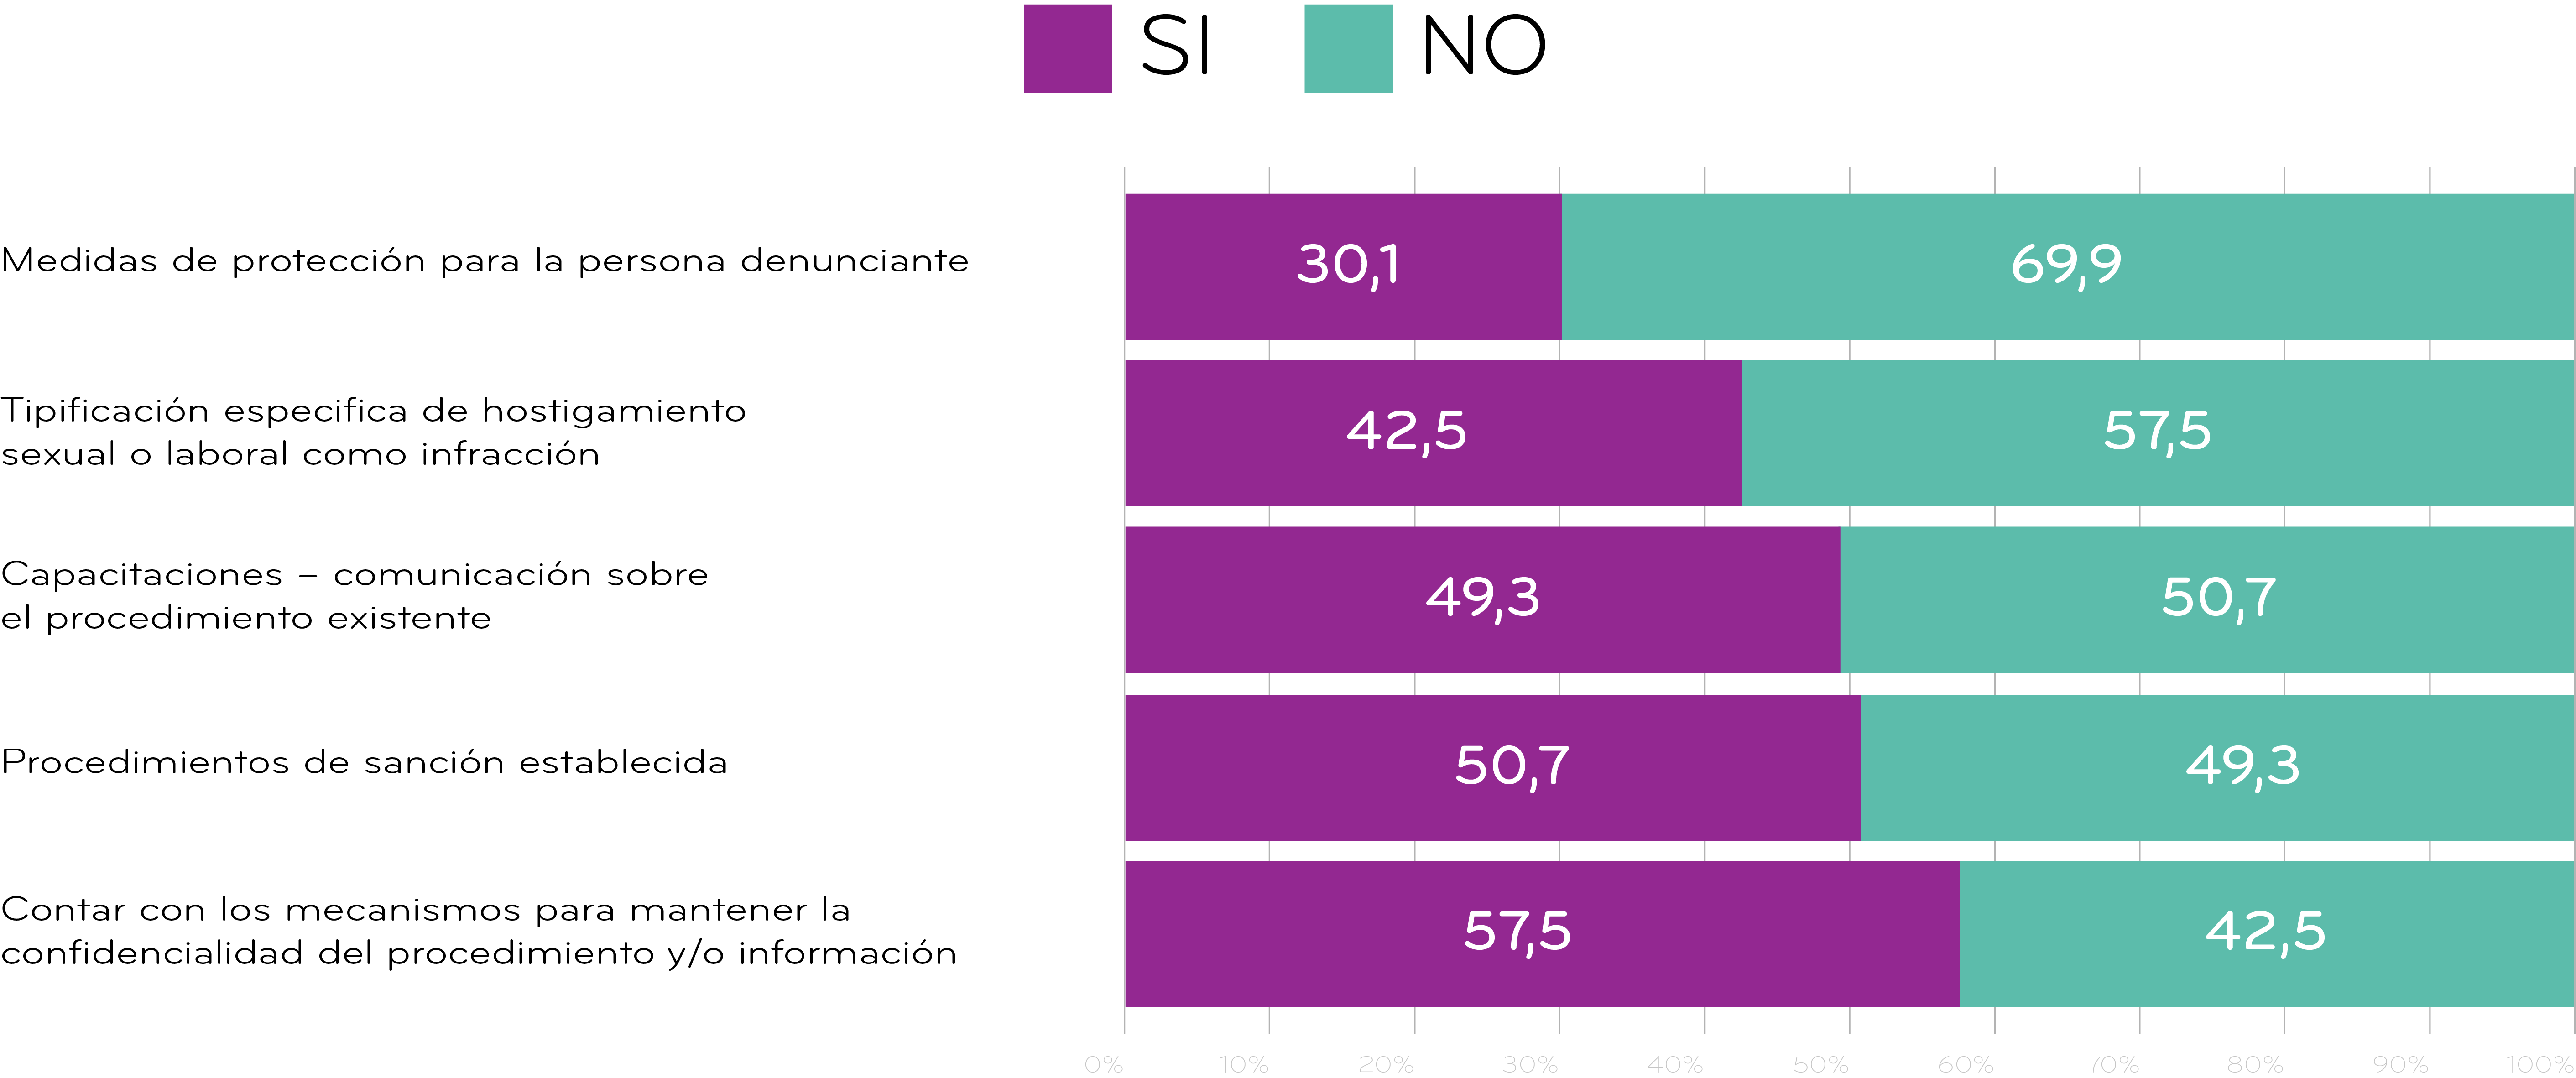 SI NO
Medidas de protección para la persona denunciante
30,1 69,9
Tipificación especifica de hostigamiento
sexual o laboral como infracción
42,5 57,5
Capacitaciones – comunicación sobre
el procedimiento existente
49,3 50,7
Procedimientos de sanción establecida
50,7 49,3
Contar con los mecanismos para mantener la
confidencialidad del procedimiento y/o información
57,5 42,5
0% 10% 20% 30% 40% 50% 60% 70% 80% 90% 100%